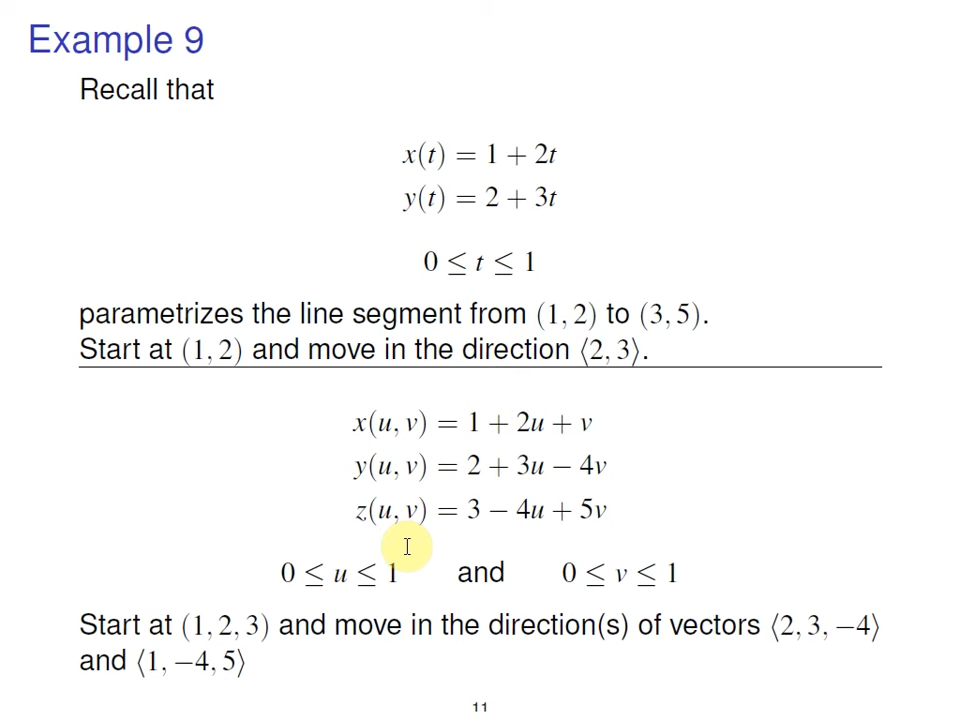 Example 9
Recall that
x(t) = 1 + 2t
y(t) = 2 + 3t
0 ≤ t ≤ 1
parametrizes the line segment from (1, 2) to (3, 5).
Start at (1, 2) and move in the direction ⟨2, 3⟩.
x(u, v) = 1 + 2u + v
y(u, v) = 2 + 3u − 4v
z(u, v) = 3 − 4u + 5v
0 ≤ u ≤ 1 and 0 ≤ v ≤ 1
Start at (1, 2, 3) and move in the direction(s) of vectors ⟨2, 3, −4⟩
and ⟨1, −4, 5⟩
11